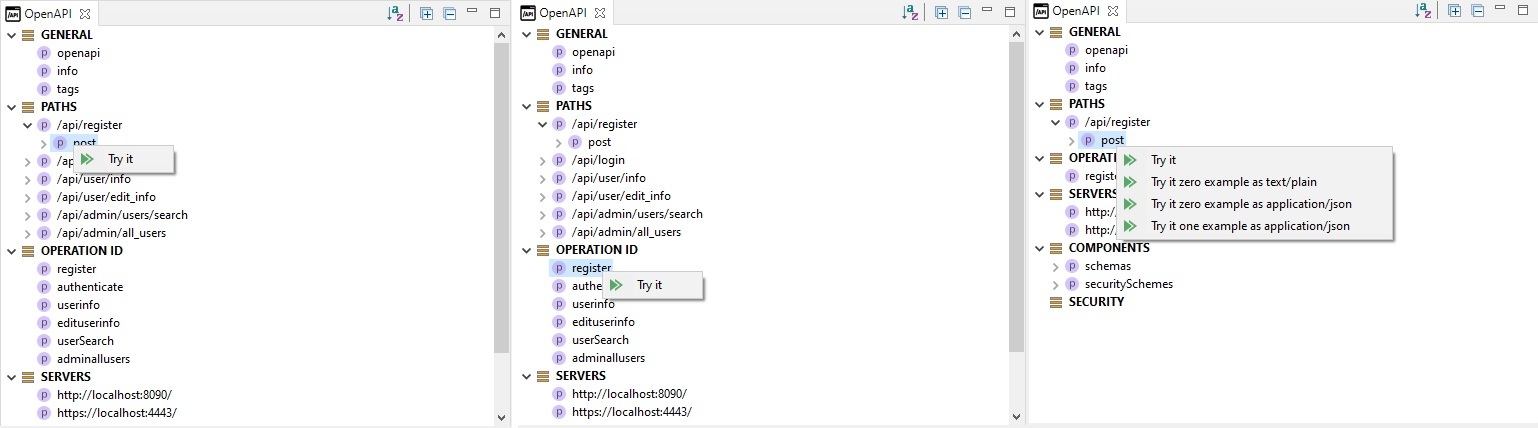 OpenAPI
GENERAL
openapi
info
tags
PATHS
/api/register
post
Try it
/ap
/api/user/info
/api/user/edit_info
/api/admin/users/search
/api/admin/all_users
OPERATION ID
register
authenticate
userinfo
edituserinfo
userSearch
adminallusers
SERVERS
http://localhost:8090/
https://localhost:4443/
OpenAPI
GENERAL
openapi
info
tags
PATHS
/api/register
post
/api/login
/api/user/info
/api/user/edit_info
/api/admin/users/search
/api/admin/all_users
OPERATION ID
register
authe
Try it
userinfo
edituserinfo
userSearch
adminallusers
SERVERS
http://localhost:8090/
https://localhost:4443/
OpenAPI
GENERAL
openapi
info
tags
PATHS
/api/register
post
OPERATI
Try it
registe
Try it zero example as text/plain
SERVERS
Try it zero example as application/json
http:/
http:/
Try it one example as application/json
COMPONENTS
schemas
securitySchemes
SECURITY